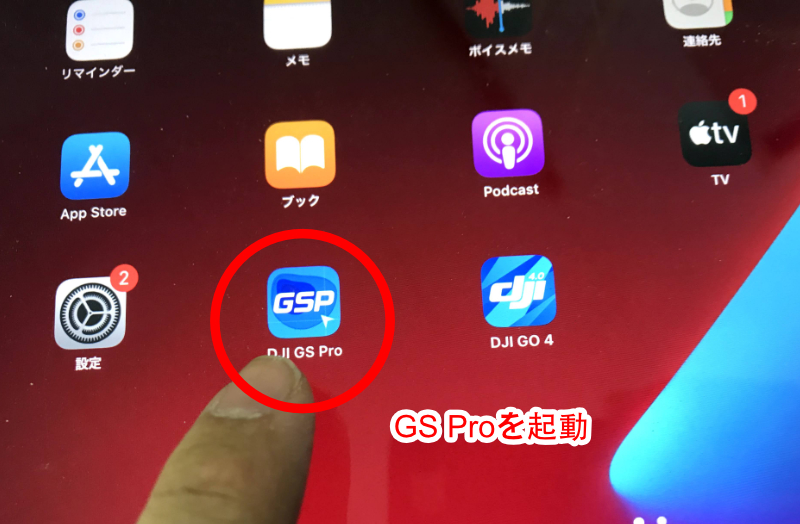 リマインダー
メモ
ボイスメモ
連絡先
App Store
ブック
Podcast
1
tv
TV
2
設定
GSP
DJI GS Pro
4.0
dji
DJI GO 4
GS Proを起動